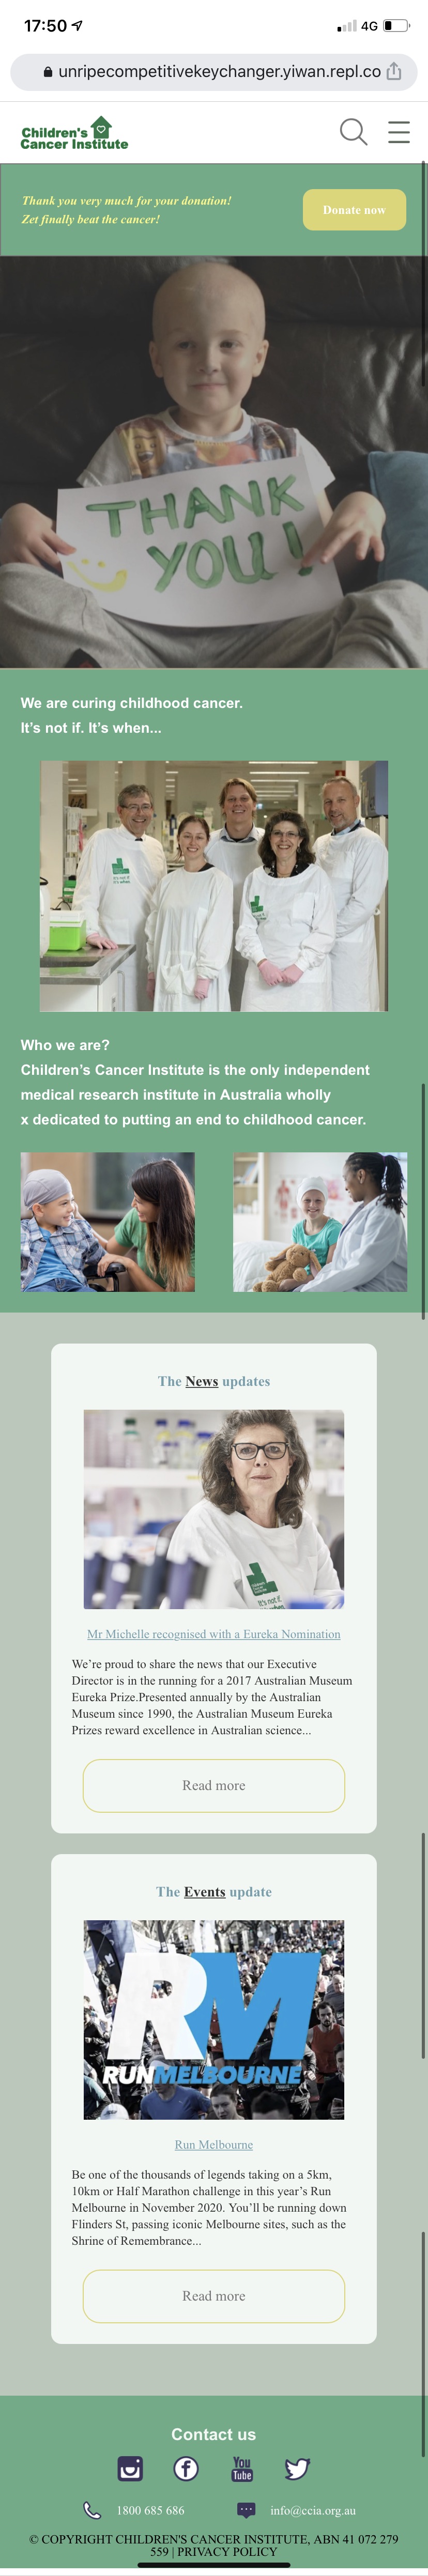 17:50
4G
unripecompetitivekeychanger.yiwan.repl.co
Children's
Cancer Institute
Thank you very much for your donation!
Zet finally beat the cancer!
Donate now
THANK
YOU!
We are curing childhood cancer.
It's not if. It's when...
Who we are?
Children's Cancer Institute is the only independent
medical research institute in Australia wholly
x dedicated to putting an end to childhood cancer.
The News updates
It's not if
Mr Michelle recognised with a Eureka Nomination
We're proud to share the news that our Executive
Director is in the running for a 2017 Australian Museum
Eureka Prize.Presented annually by the Australian
Museum since 1990, the Australian Museum Eureka
Prizes reward excellence in Australian science...
Read more
The Events update
RM
RUNMELBOURNE
Run Melbourne
Be one of the thousands of legends taking on a 5km,
10km or Half Marathon challenge in this year's Run
Melbourne in November 2020. You'll be running down
Flinders St, passing iconic Melbourne sites, such as the
Shrine of Remembrance...
Read more
Contact us
You
Tube
1800 685 686
info@ccia.org.au
© COPYRIGHT CHILDREN'S CANCER INSTITUTE, ABN 41 072 279
559 | PRIVACY POLICY